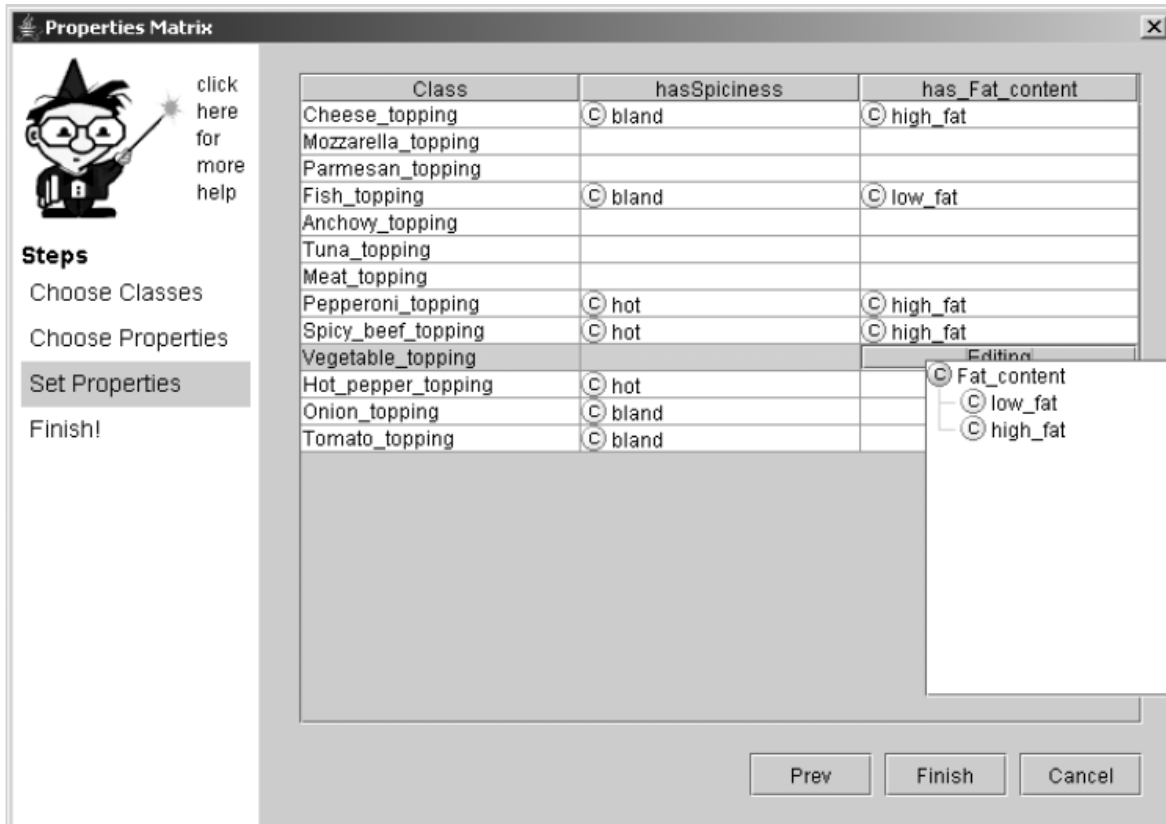 Properties Matrix
click
here
for
more
help
Steps
Choose Classes
Choose Properties
Set Properties
Finish!
Class hasSpiciness has_Fat_content
Cheese_topping C bland C high_fat
Mozzarella_topping
Parmesan_topping
Fish_topping C bland C low_fat
Anchovy_topping
Tuna_topping
Meat_topping
Pepperoni_topping C hot C high_fat
Spicy_beef_topping C hot C high_fat
Vegetable_topping Editing
Hot_pepper_topping C hot
Onion_topping C bland
Tomato_topping C bland
C Fat_content
C low_fat
C high_fat
Prev Finish Cancel